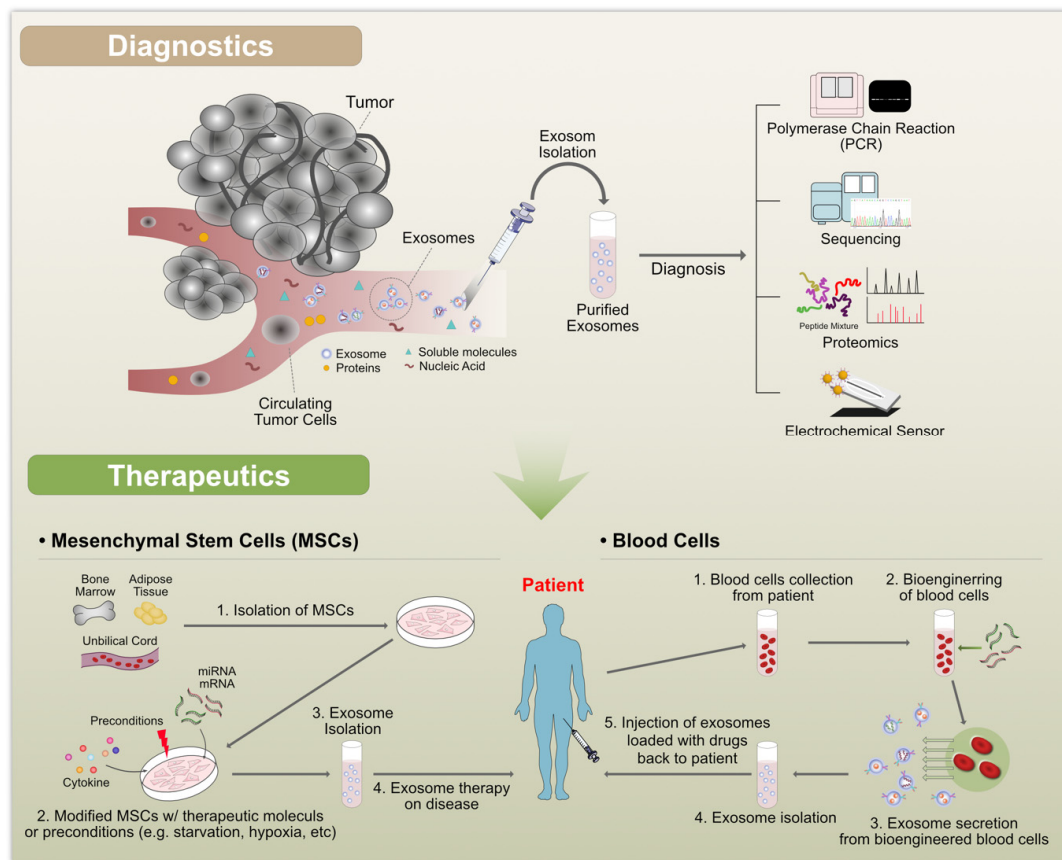 Diagnostics
Tumor
Exosom
Isolation
Exosomes
Purified
Exosomes
Diagnosis
Polymerase Chain Reaction
(PCR)
Sequencing
Peptide Mixture
Proteomics
Electrochemical Sensor
Exosome
Soluble molecules
Proteins
Nucleic Acid
Circulating
Tumor Cells
Therapeutics
• Mesenchymal Stem Cells (MSCs)
Bone
Marrow
Adipose
Tissue
Unbilical Cord
1. Isolation of MSCs
miRNA
mRNA
Preconditions
Cytokine
2. Modified MSCs w/ therapeutic moleculs
or preconditions (e.g. starvation, hypoxia, etc)
3. Exosome
Isolation
4. Exosome therapy
on disease
Patient
• Blood Cells
1. Blood cells collection
from patient
2. Bioenginerring
of blood cells
3. Exosome secretion
from bioengineered blood cells
4. Exosome isolation
5. Injection of exosomes
loaded with drugs
back to patient